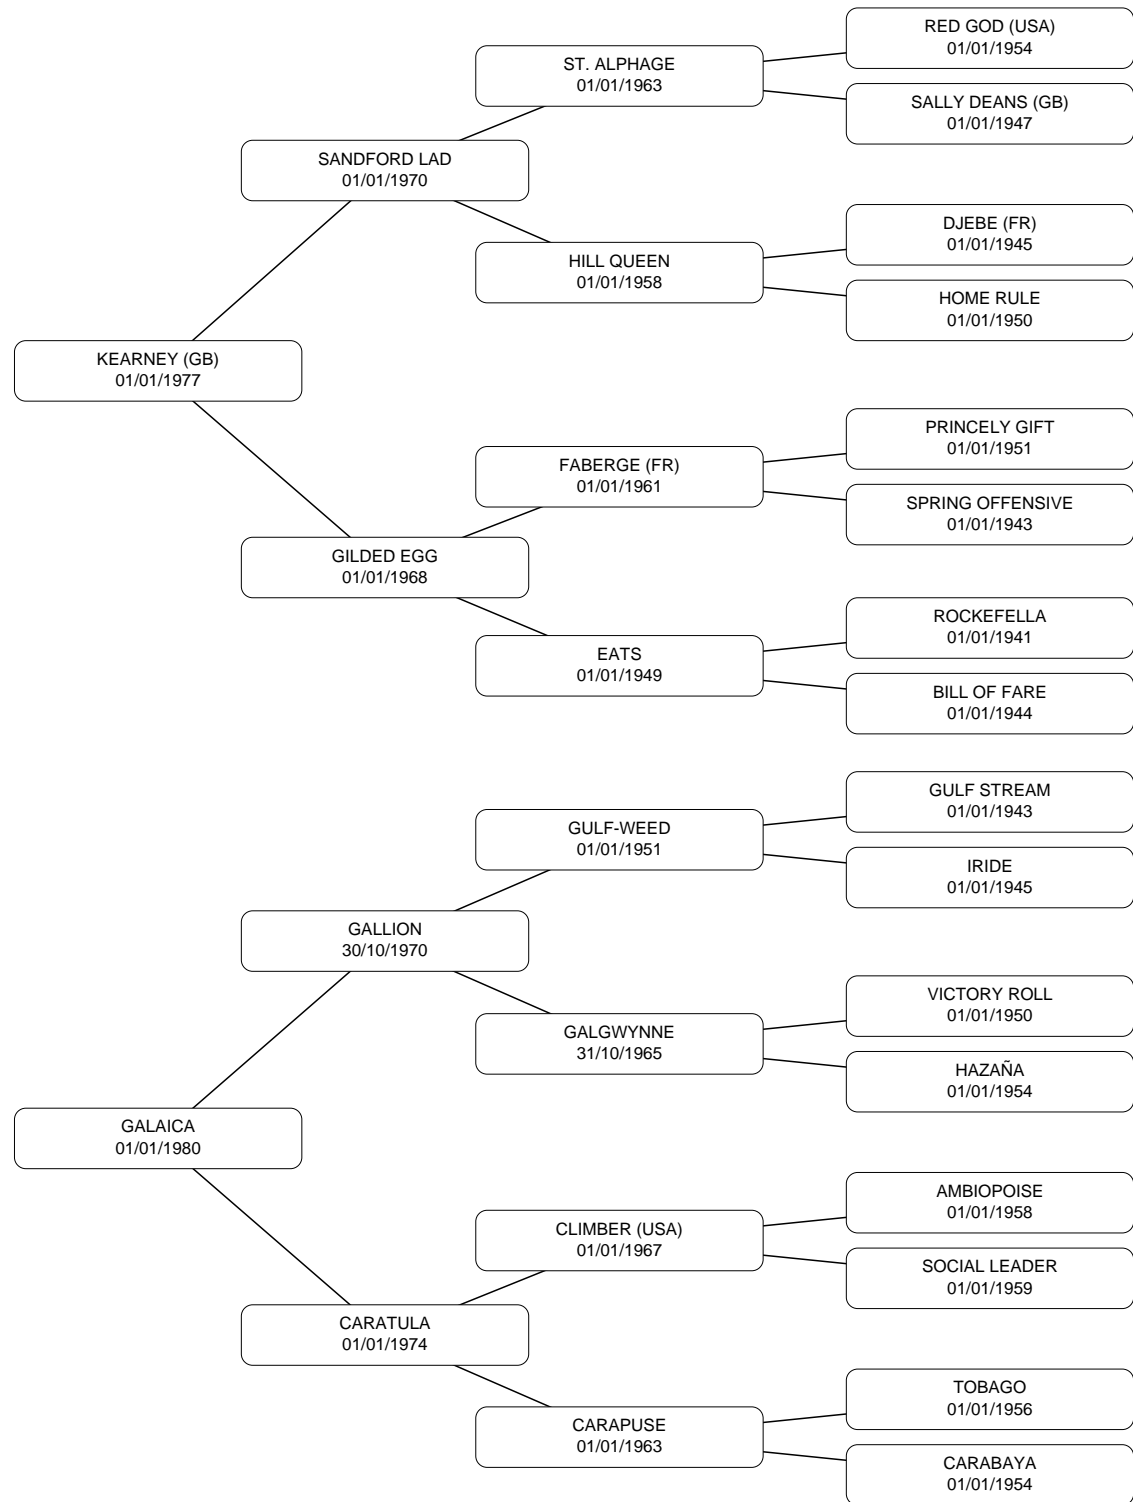 RED GOD (USA)
01/01/1954
ST. ALPHAGE
01/01/1963
SALLY DEANS (GB)
01/01/1947
SANDFORD LAD
01/01/1970
DJEBE (FR)
01/01/1945
HILL QUEEN
01/01/1958
HOME RULE
01/01/1950
KEARNEY (GB)
01/01/1977
PRINCELY GIFT
01/01/1951
FABERGE (FR)
01/01/1961
SPRING OFFENSIVE
01/01/1943
GILDED EGG
01/01/1968
ROCKEFELLA
01/01/1941
EATS
01/01/1949
BILL OF FARE
01/01/1944
GULF STREAM
01/01/1943
GULF-WEED
01/01/1951
IRIDE
01/01/1945
GALLION
30/10/1970
VICTORY ROLL
01/01/1950
GALGWYNNE
31/10/1965
HAZAÑA
01/01/1954
GALAICA
01/01/1980
AMBIOPOISE
01/01/1958
CLIMBER (USA)
01/01/1967
SOCIAL LEADER
01/01/1959
CARATULA
01/01/1974
TOBAGO
01/01/1956
CARAPUSE
01/01/1963
CARABAYA
01/01/1954